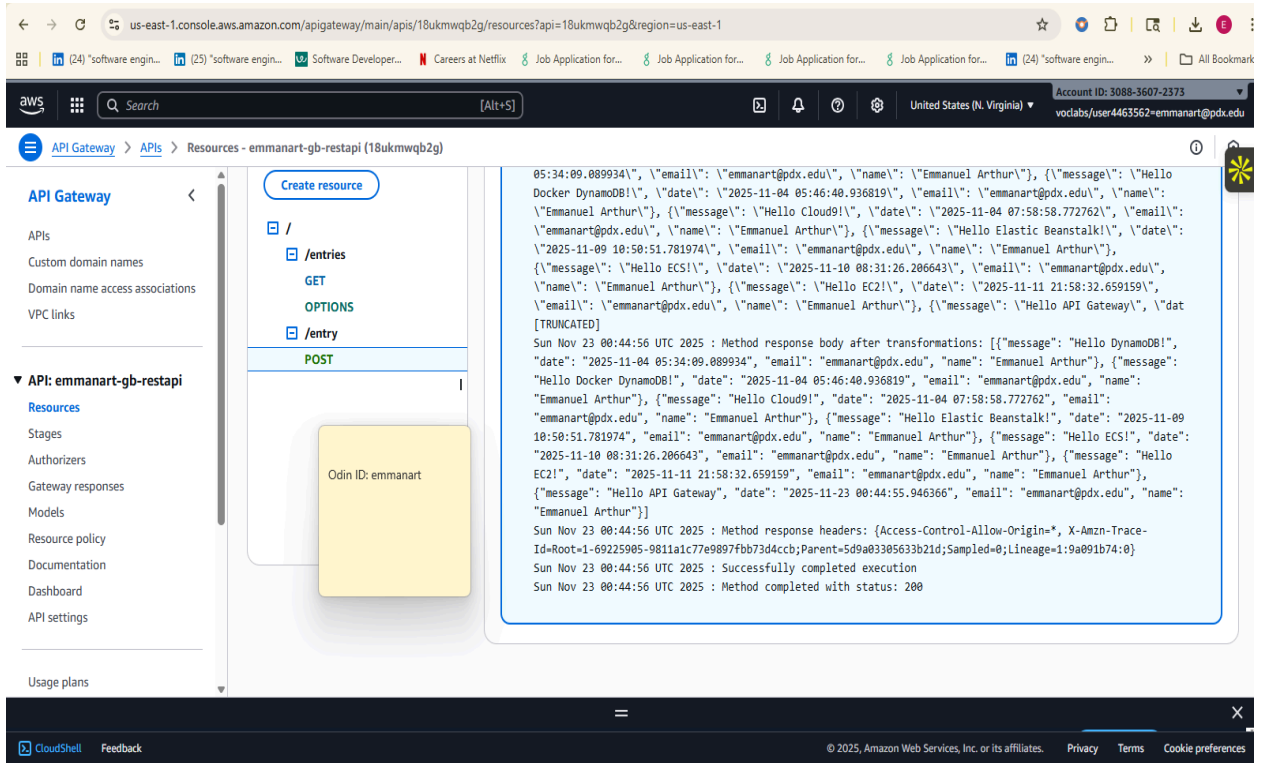 us-east-1.console.aws.amazon.com/apigateway/main/apis/18ukmwqb2g/resources?api=18ukmwqb2g&region=us-east-1
E
(24) "software engin...
(25) "software engin...
Software Developer...
Careers at Netflix
Job Application for...
Job Application for...
Job Application for...
Job Application for...
(24) "software engin...
»
All Bookmark
aws
Search
[Alt+S]
United States (N. Virginia) ▼
Account ID: 3088-3607-2373
voclabs/user4463562=emmanart@pdx.edu
API Gateway > APIs > Resources - emmanart-gb-restapi (18ukmwqb2g)
API Gateway
APIs
Custom domain names
Domain name access associations
VPC links
▼ API: emmanart-gb-restapi
Resources
Stages
Authorizers
Gateway responses
Models
Resource policy
Documentation
Dashboard
API settings
Usage plans
Create resource
/
/entries
GET
OPTIONS
/entry
POST
Odin ID: emmanart
05:34:09.089934\", \"email\": \"emmanart@pdx.edu\", \"name\": \"Emmanuel Arthur\"}, {\"message\": \"Hello
Docker DynamoDB!\", \"date\": \"2025-11-04 05:46:40.936819\", \"email\": \"emmanart@pdx.edu\", \"name\":
\"Emmanuel Arthur\"}, {\"message\": \"Hello Cloud9!\", \"date\": \"2025-11-04 07:58:58.772762\", \"email\":
\"emmanart@pdx.edu\", \"name\": \"Emmanuel Arthur\"}, {\"message\": \"Hello Elastic Beanstalk!\", \"date\":
\"2025-11-09 10:50:51.781974\", \"email\": \"emmanart@pdx.edu\", \"name\": \"Emmanuel Arthur\"},
{\"message\": \"Hello ECS!\", \"date\": \"2025-11-10 08:31:26.206643\", \"email\": \"emmanart@pdx.edu\",
\"name\": \"Emmanuel Arthur\"}, {\"message\": \"Hello EC2!\", \"date\": \"2025-11-11 21:58:32.659159\",
\"email\": \"emmanart@pdx.edu\", \"name\": \"Emmanuel Arthur\"}, {\"message\": \"Hello API Gateway\", \"dat
[TRUNCATED]
Sun Nov 23 00:44:56 UTC 2025 : Method response body after transformations: [{"message": "Hello DynamoDB!",
"date": "2025-11-04 05:34:09.089934", "email": "emmanart@pdx.edu", "name": "Emmanuel Arthur"}, {"message":
"Hello Docker DynamoDB!", "date": "2025-11-04 05:46:40.936819", "email": "emmanart@pdx.edu", "name":
"Emmanuel Arthur"}, {"message": "Hello Cloud9!", "date": "2025-11-04 07:58:58.772762", "email":
"emmanart@pdx.edu", "name": "Emmanuel Arthur"}, {"message": "Hello Elastic Beanstalk!", "date": "2025-11-09
10:50:51.781974", "email": "emmanart@pdx.edu", "name": "Emmanuel Arthur"}, {"message": "Hello ECS!", "date":
"2025-11-10 08:31:26.206643", "email": "emmanart@pdx.edu", "name": "Emmanuel Arthur"}, {"message": "Hello
EC2!", "date": "2025-11-11 21:58:32.659159", "email": "emmanart@pdx.edu", "name": "Emmanuel Arthur"},
{"message": "Hello API Gateway", "date": "2025-11-23 00:44:55.946366", "email": "emmanart@pdx.edu", "name":
"Emmanuel Arthur"}]
Sun Nov 23 00:44:56 UTC 2025 : Method response headers: {Access-Control-Allow-Origin=*, X-Amzn-Trace-
Id=Root=1-69225905-9811a1c77e9897fbb73d4ccb;Parent=5d9a03305633b21d;Sampled=0;Lineage=1:9a091b74:0}
Sun Nov 23 00:44:56 UTC 2025 : Successfully completed execution
Sun Nov 23 00:44:56 UTC 2025 : Method completed with status: 200
CloudShell
Feedback
© 2025, Amazon Web Services, Inc. or its affiliates.
Privacy
Terms
Cookie preferences